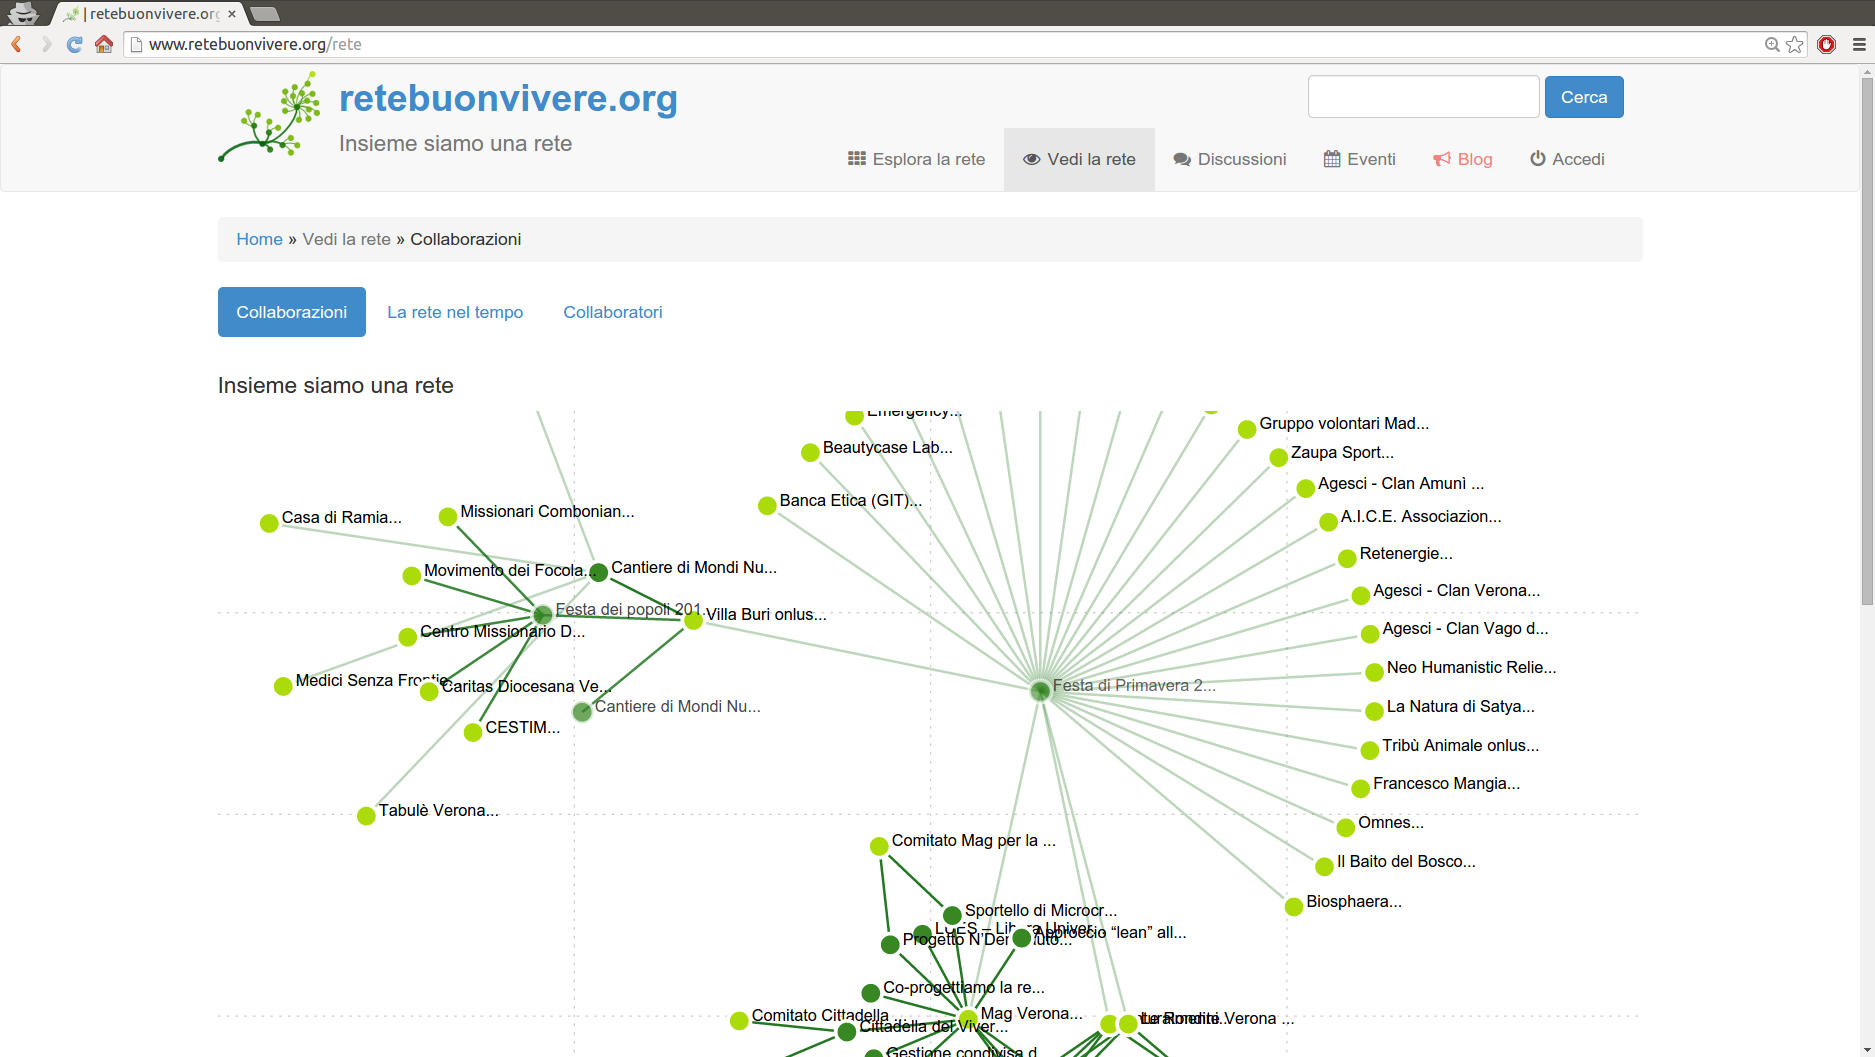 | retebuonvivere.org
www.retebuonvivere.org/rete
retebuonvivere.org
Insieme siamo una rete
Cerca
Esplora la rete
Vedi la rete
Discussioni
Eventi
Blog
Accedi
Home » Vedi la rete » Collaborazioni
Collaborazioni
La rete nel tempo
Collaboratori
Insieme siamo una rete
Emergency...
Gruppo volontari Mad...
Beautycase Lab...
Zaupa Sport...
Agesci - Clan Amunì ...
Banca Etica (GIT)...
Missionari Combonian...
Casa di Ramia...
A.I.C.E. Associazion...
Retenergie...
Movimento dei Focola...
Cantiere di Mondi Nu...
Agesci - Clan Verona...
Festa dei popoli 201...
Villa Buri onlus...
Agesci - Clan Vago d...
Centro Missionario D...
Neo Humanistic Relie...
Medici Senza Frontie
Caritas Diocesana Ve...
Festa di Primavera 2...
Cantiere di Mondi Nu...
La Natura di Satya...
CESTIM...
Tribù Animale onlus...
Francesco Mangia...
Tabulè Verona...
Omnes...
Comitato Mag per la ...
Il Baito del Bosco...
Biosphaera...
Sportello di Microcr...
Approccio “lean” all...
Co-progettiamo la re...
Mag Verona...
Comitato Cittadella ...
Cittadella del Viver...
Verona ...
Gestione condivisa d